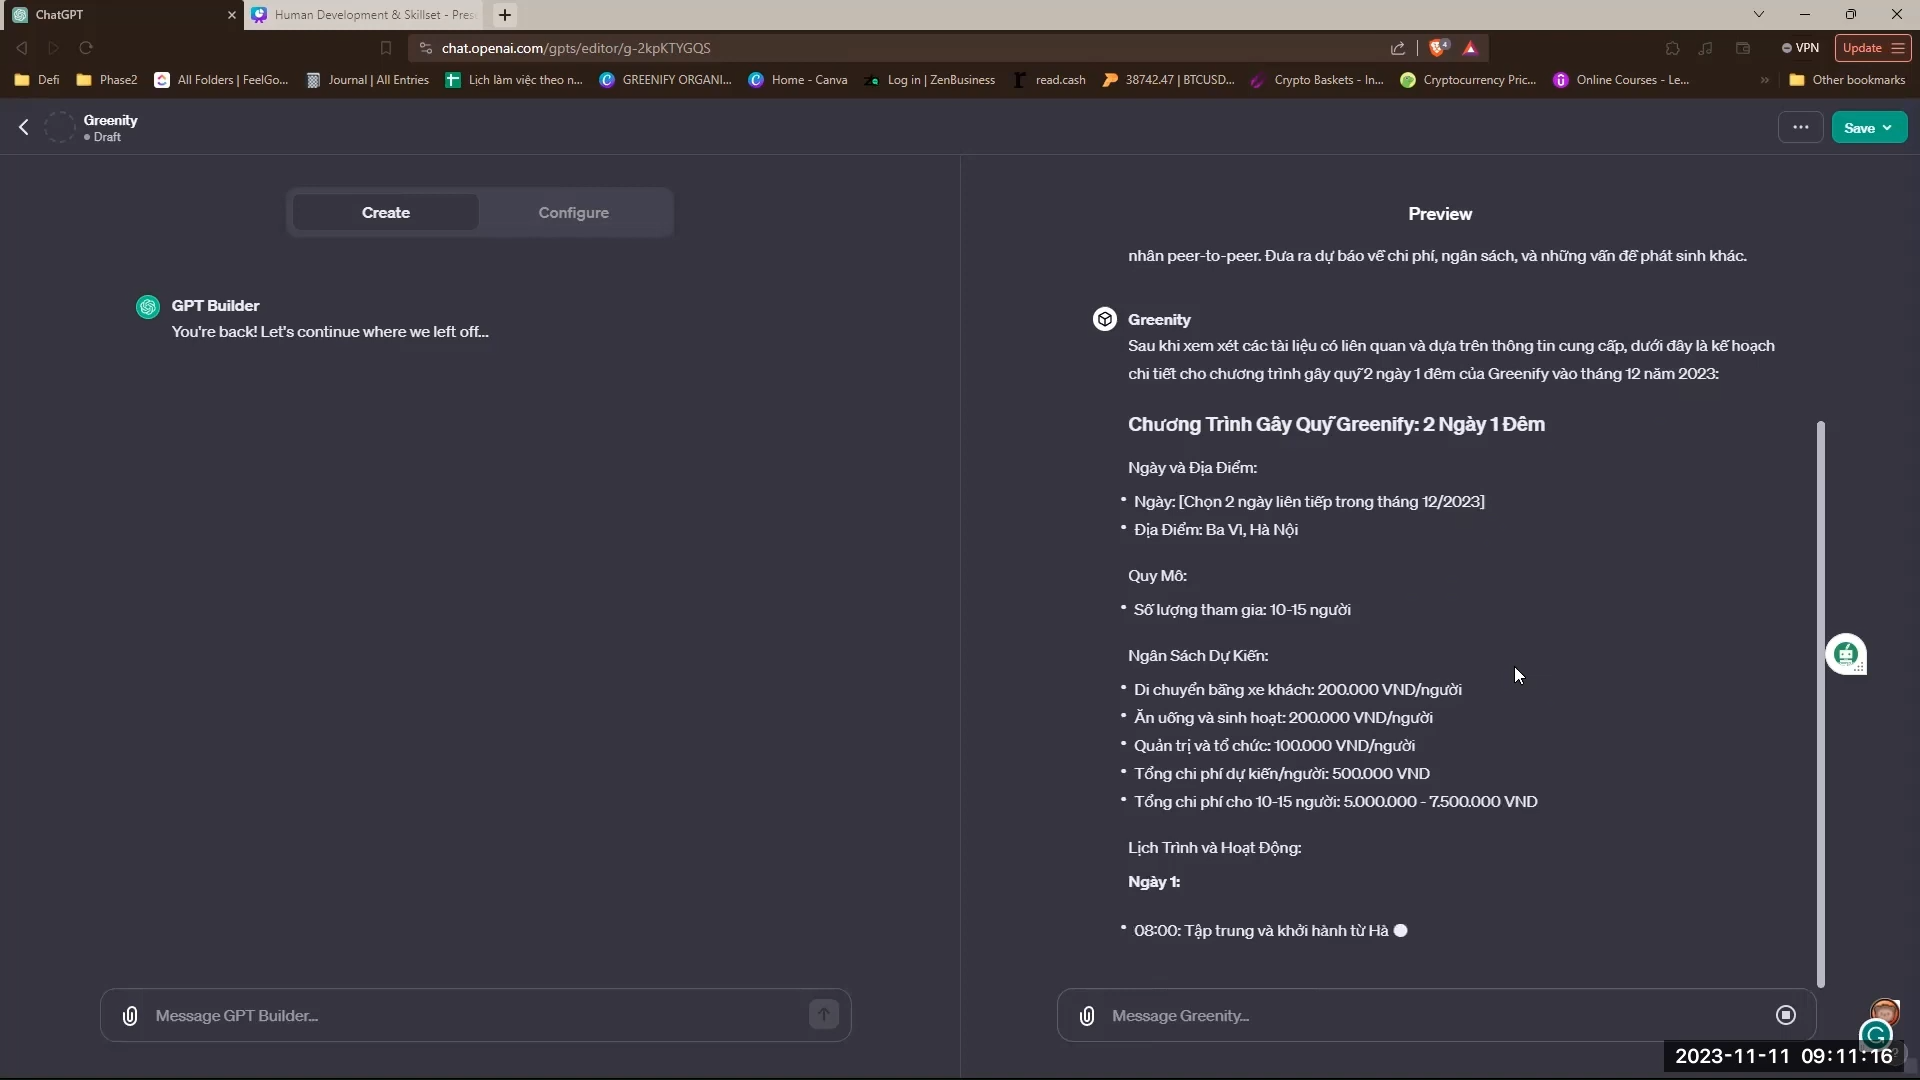 ChatGPT
Human Development & Skillset - Pres
chat.openai.com/gpts/editor/g-2kpKTYGQS
VPN
Update
Defi
Phase2
All Folders | FeelGo...
Journal | All Entries
Lịch làm việc theo n...
GREENIFY ORGANI...
Home - Canva
Log in | ZenBusiness
read.cash
38742.47 | BTCUSD...
Crypto Baskets - In...
Cryptocurrency Pric...
Online Courses - Le...
Other bookmarks
Greenity
Draft
Save
Create
Configure
GPT Builder
You're back! Let's continue where we left off...
Message GPT Builder...
Preview
nhân peer-to-peer. Đưa ra dự báo về chi phí, ngân sách, và những vấn đề phát sinh khác.
Greenity
Sau khi xem xét các tài liệu có liên quan và dựa trên thông tin cung cấp, dưới đây là kế hoạch
chi tiết cho chương trình gây quỹ 2 ngày 1 đêm của Greenify vào tháng 12 năm 2023:
Chương Trình Gây Quỹ Greenify: 2 Ngày 1 Đêm
Ngày và Địa Điểm:
• Ngày: [Chọn 2 ngày liên tiếp trong tháng 12/2023]
• Địa Điểm: Ba Vì, Hà Nội
Quy Mô:
• Số lượng tham gia: 10-15 người
Ngân Sách Dự Kiến:
• Di chuyển bằng xe khách: 200.000 VND/người
• Ăn uống và sinh hoạt: 200.000 VND/người
• Quản trị và tổ chức: 100.000 VND/người
• Tổng chi phí dự kiến/người: 500.000 VND
• Tổng chi phí cho 10-15 người: 5.000.000 - 7.500.000 VND
Lịch Trình và Hoạt Động:
Ngày 1:
• 08:00: Tập trung và khởi hành từ Hà
Message Greenity...
2023-11-11 09:11:16